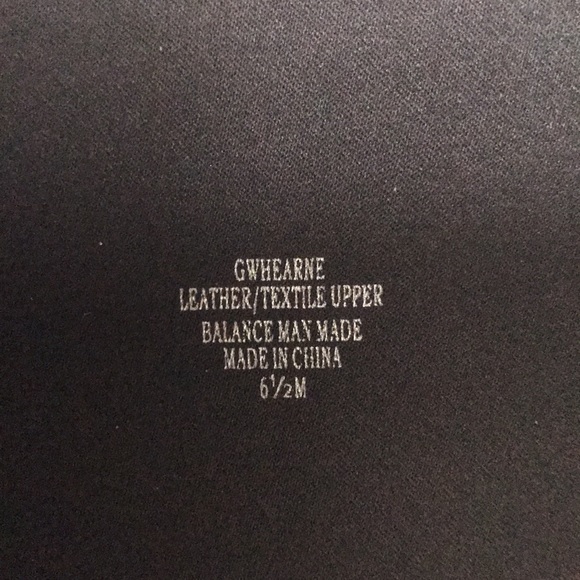 GWHEARNE
LEATHER/TEXTILE UPPER
BALANCE MAN MADE
MADE IN CHINA
6½M